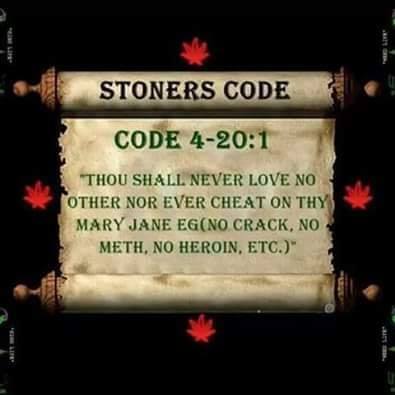 STONERS CODE
CODE 4-20:1
"THOU SHALL NEVER LOVE NO
OTHER NOR EVER CHEAT ON THY
MARY JANE EG(NO CRACK, NO
METH, NO HEROIN, ETC.)"